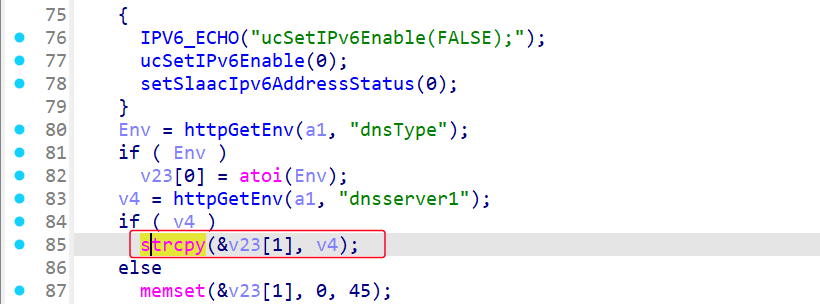 75 {
76 IPV6_ECHO("ucSetIPv6Enable(FALSE);");
77 ucSetIPv6Enable(0);
78 setSlaacIpv6AddressStatus(0);
79 }
80 Env = httpGetEnv(a1, "dnsType");
81 if ( Env )
82 v23[0] = atoi(Env);
83 v4 = httpGetEnv(a1, "dnsserver1");
84 if ( v4 )
85 strcpy(&v23[1], v4);
86 else
87 memset(&v23[1], 0, 45);